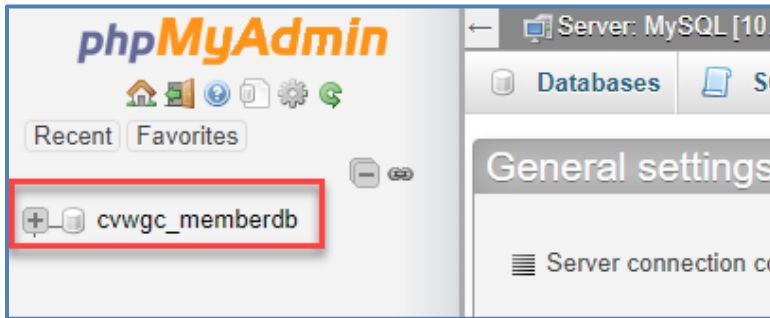 phpMyAdmin
Recent Favorites
cvwgc_memberdb
Server: MySQL [10.
Databases
General settings
Server connection